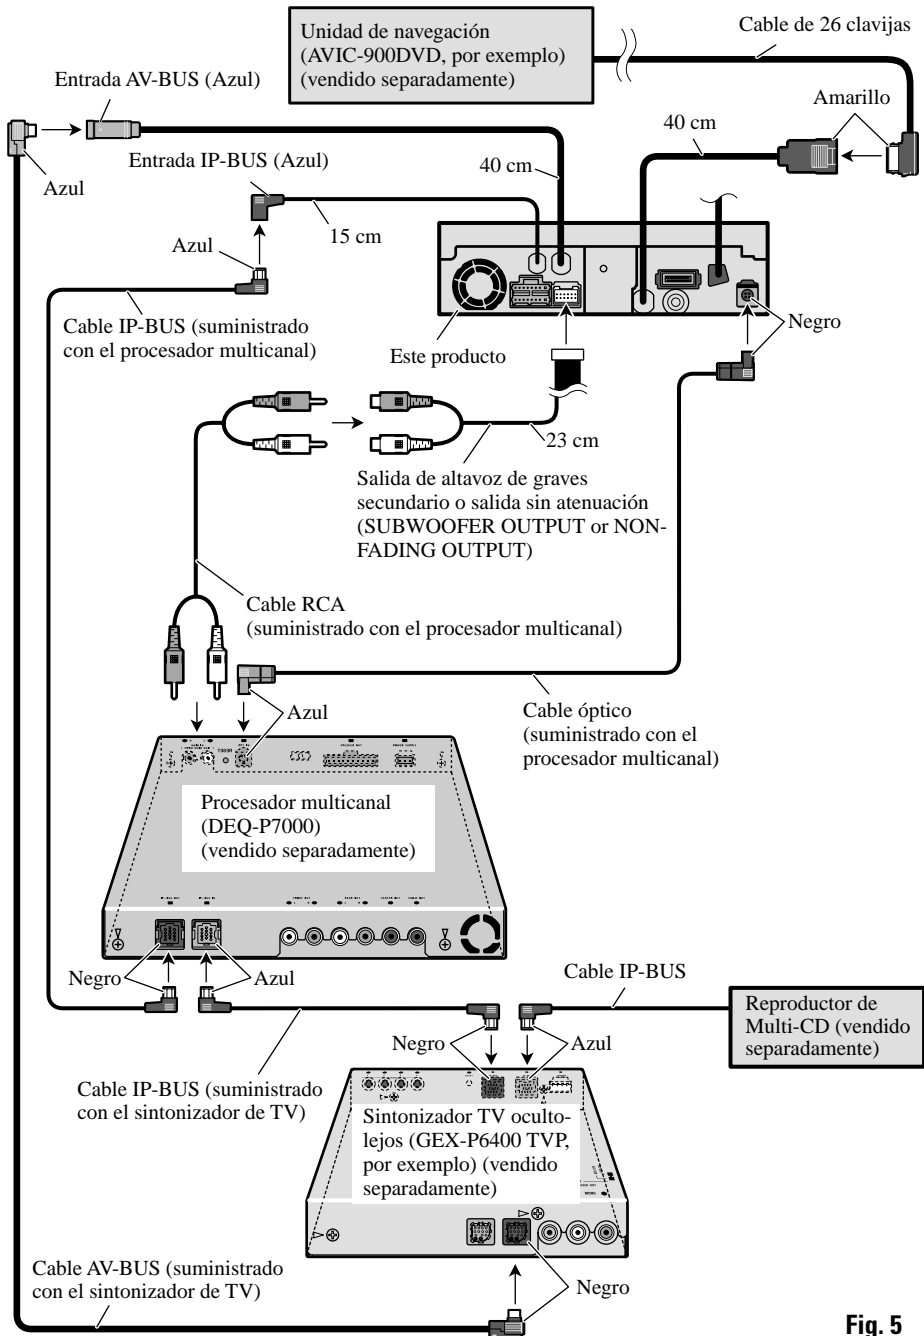 Unidad de navegación
(AVIC-900DVD, por exemplo)
(vendido separadamente)
Cable de 26 clavijas
Entrada AV-BUS (Azul)
Amarillo
40 cm
Azul
Entrada IP-BUS (Azul)
40 cm
15 cm
Azul
Cable IP-BUS (suministrado
con el procesador multicanal)
Este producto
Negro
23 cm
Salida de altavoz de graves
secundario o salida sin atenuación
(SUBWOOFER OUTPUT or NON-
FADING OUTPUT)
Cable RCA
(suministrado con el procesador multicanal)
Azul
Cable óptico
(suministrado con el
procesador multicanal)
Procesador multicanal
(DEQ-P7000)
(vendido separadamente)
Negro
Azul
Cable IP-BUS
Reproductor de
Multi-CD (vendido
separadamente)
Negro
Azul
Cable IP-BUS (suministrado
con el sintonizador de TV)
Sintonizador TV oculto-
lejos (GEX-P6400 TVP,
por exemplo) (vendido
separadamente)
Cable AV-BUS (suministrado
con el sintonizador de TV)
Negro
Fig. 5